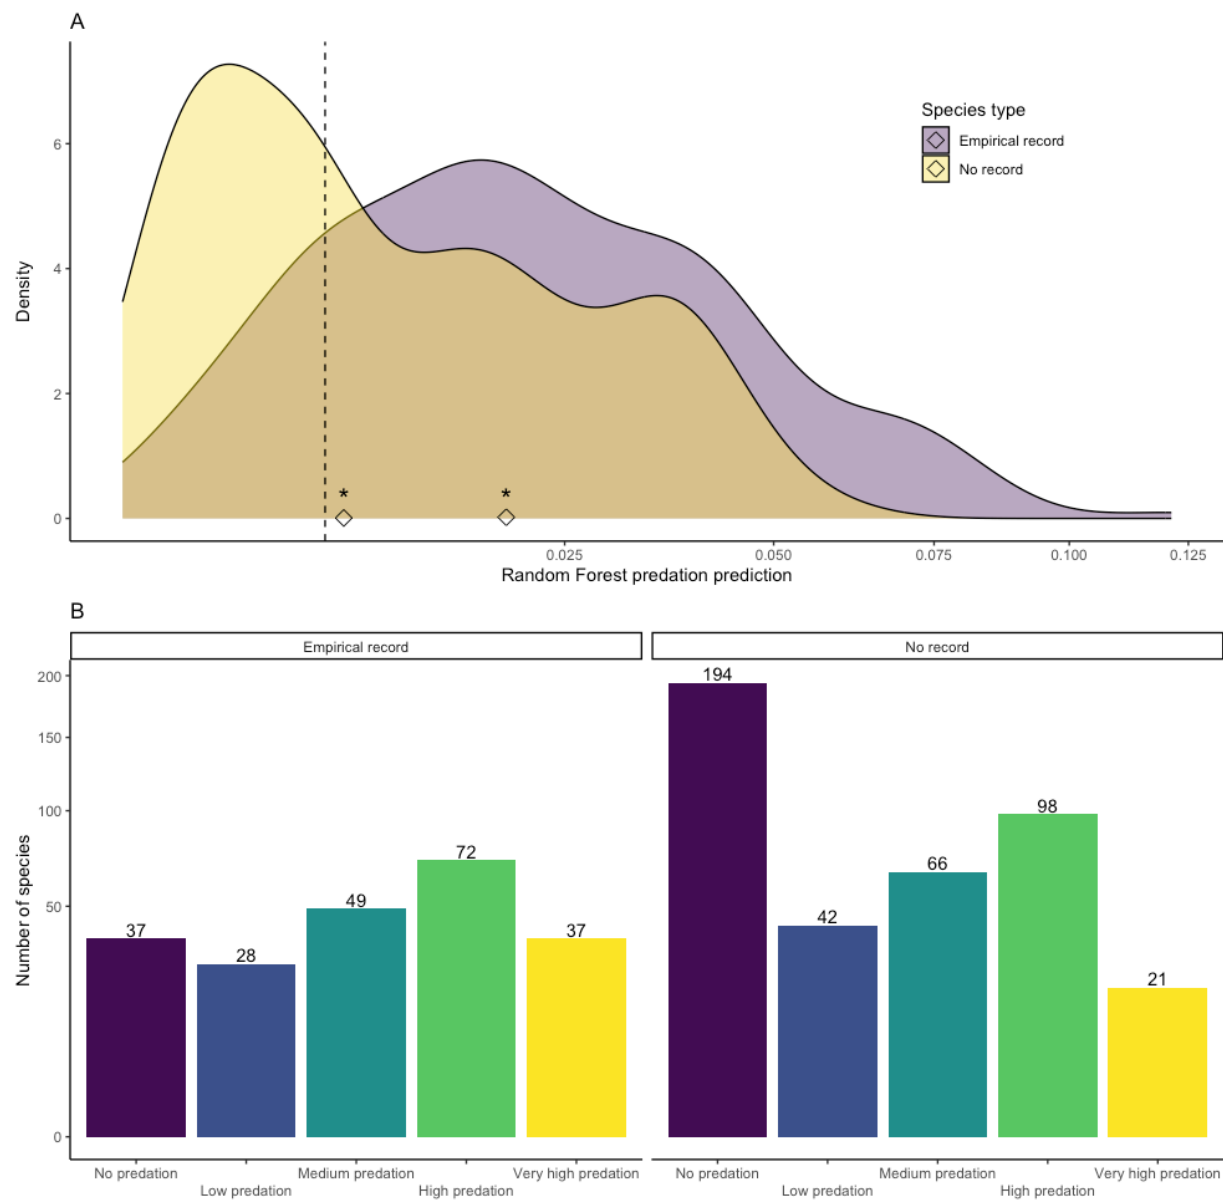 A
Density
6
4
2
0
Species type
Empirical record
No record
*
*
0.025
0.050
0.075
0.100
0.125
Random Forest predation prediction
B
Empirical record
No record
Number of species
200
150
100
50
0
37
28
49
72
37
194
42
66
98
21
No predation
Low predation
Medium predation
High predation
Very high predation
No predation
Low predation
Medium predation
High predation
Very high predation